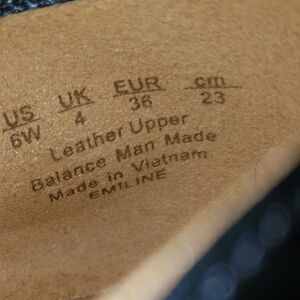 US UK EUR cm
6W 4 36 23
Leather Upper
Balance Man Made
Made in Vietnam
EMILINE